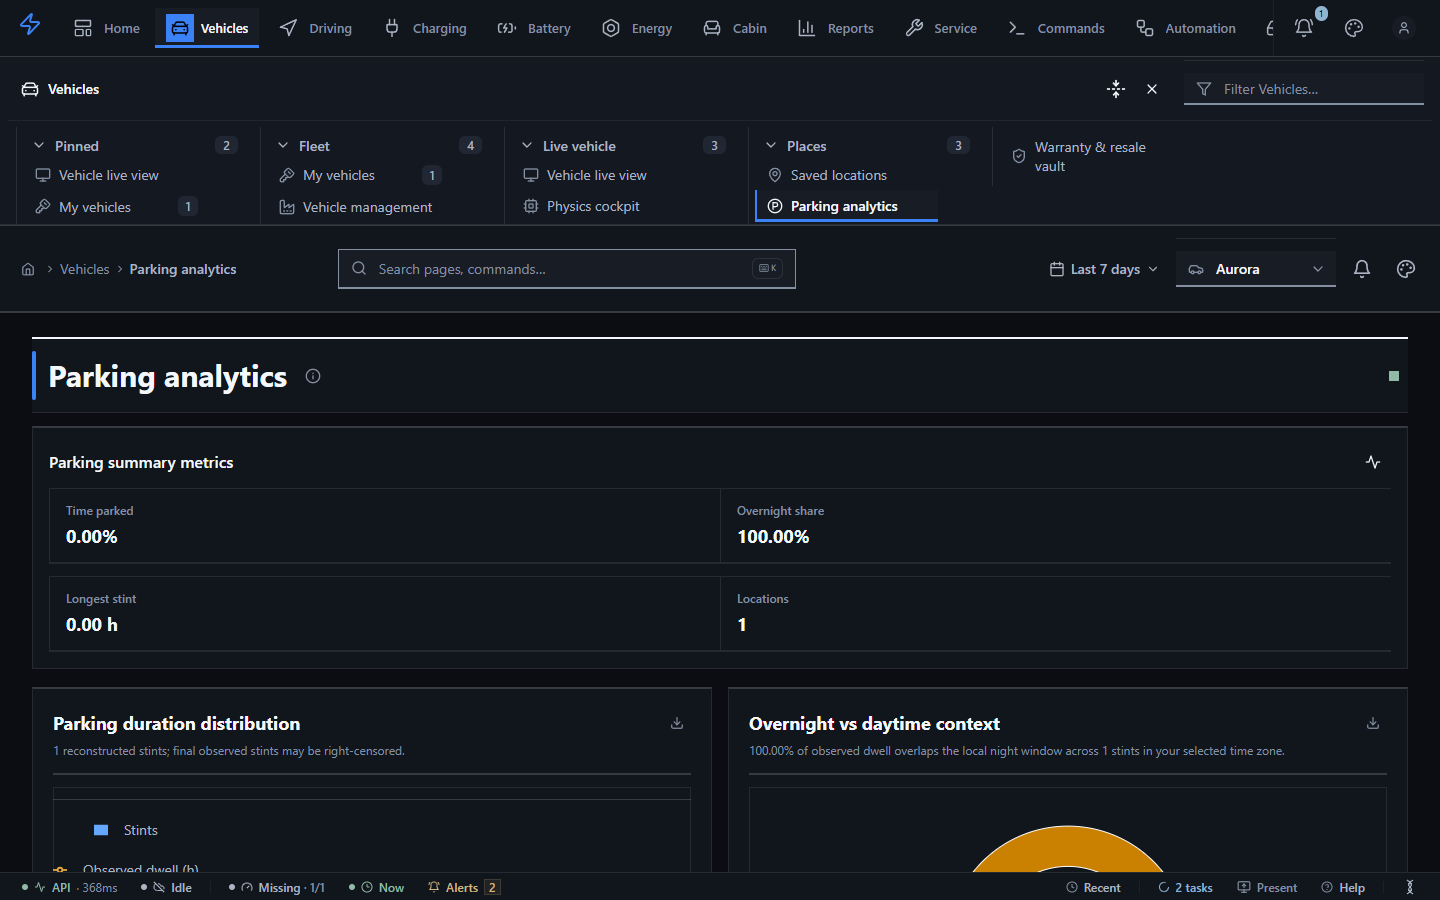 Home
Vehicles
Driving
Charging
Battery
Energy
Cabin
Reports
Service
Commands
Automation
1
Vehicles
Filter Vehicles...
Pinned 2
Vehicle live view
My vehicles 1
Fleet 4
My vehicles 1
Vehicle management
Live vehicle 3
Vehicle live view
Physics cockpit
Places 3
Saved locations
Parking analytics
Warranty & resale
vault
Vehicles
Parking analytics
Search pages, commands...
K
Last 7 days
Aurora
Parking analytics
Parking summary metrics
Time parked
0.00%
Overnight share
100.00%
Longest stint
0.00 h
Locations
1
Parking duration distribution
1 reconstructed stints; final observed stints may be right-censored.
Stints
Observed dwell (h)
Overnight vs daytime context
100.00% of observed dwell overlaps the local night window across 1 stints in your selected time zone.
API · 368ms
Idle
Missing · 1/1
Now
Alerts 2
Recent
2 tasks
Present
Help